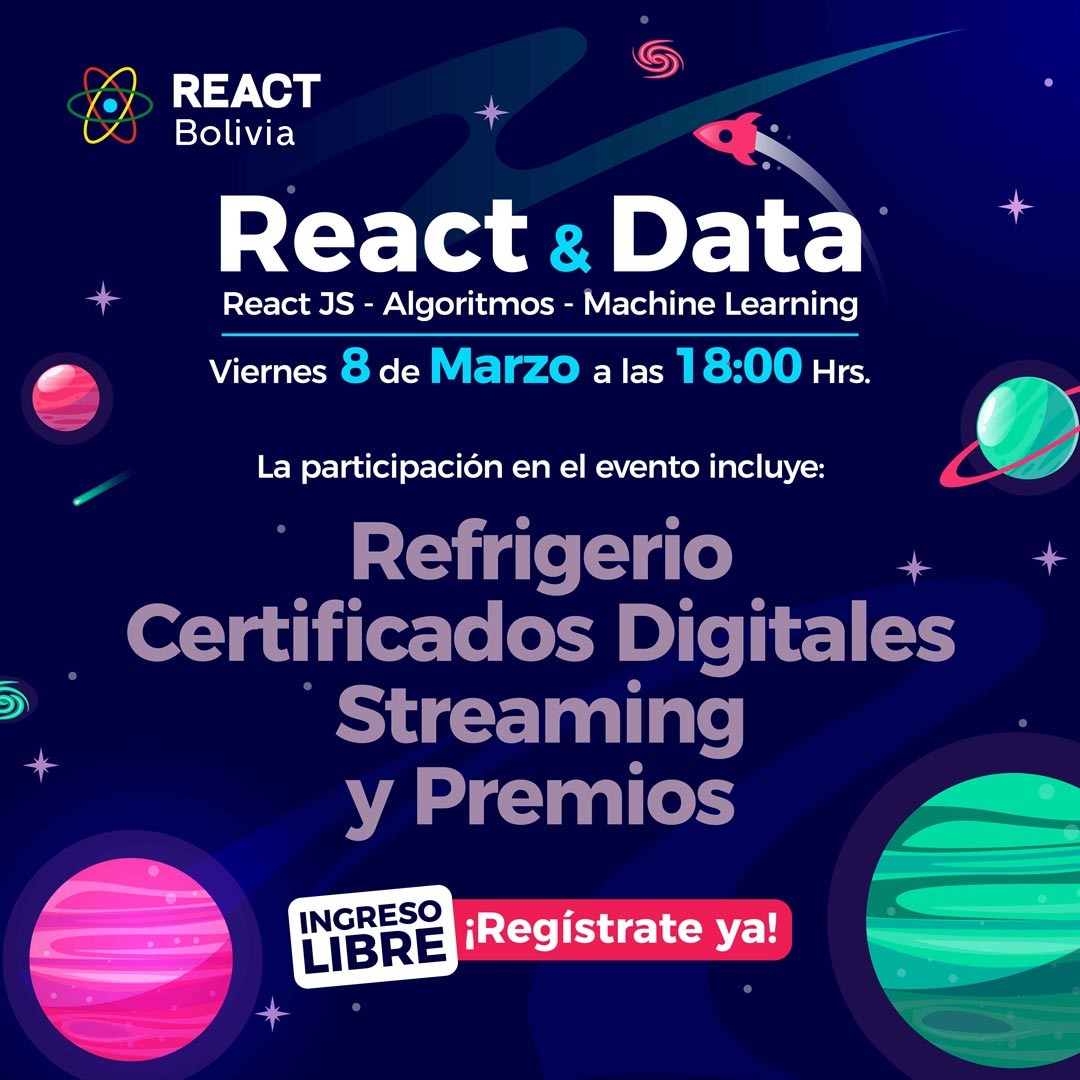 REACT
Bolivia
React & Data
React JS - Algoritmos - Machine Learning
Viernes 8 de Marzo a las 18:00 Hrs.
La participación en el evento incluye:
Refrigerio
Certificados Digitales
Streaming
y Premios
INGRESO
LIBRE
¡Regístrate ya!